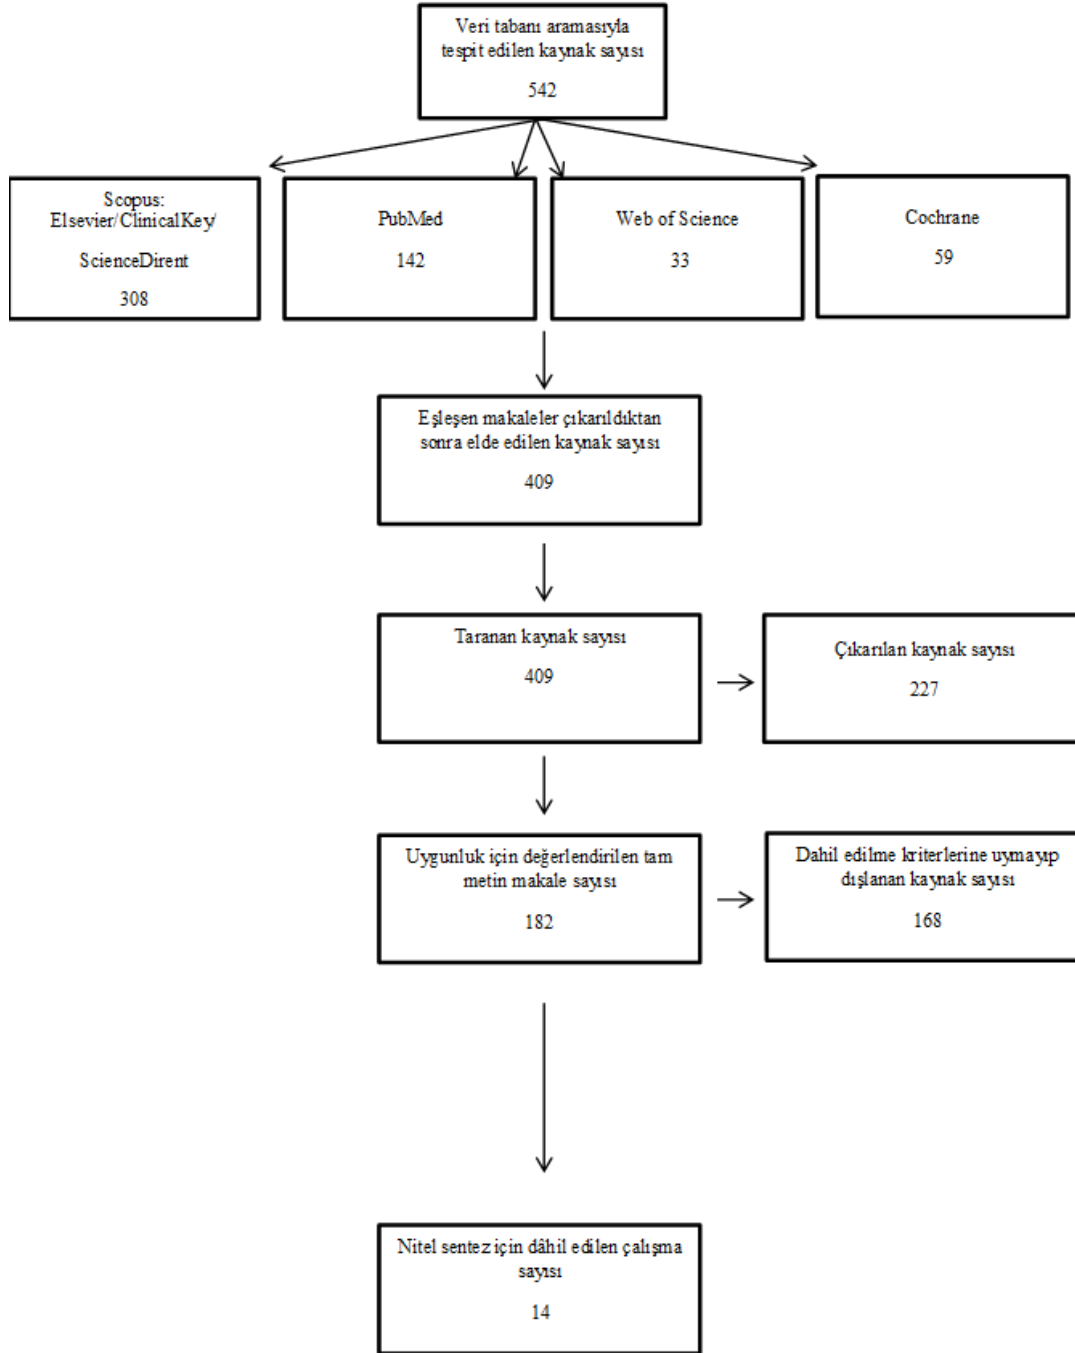 Veri tabanı aramasıyla
tespit edilen kaynak sayısı
542
Scopus:
Elsevier/ClinicalKey/
ScienceDirent
308
PubMed
142
Web of Science
33
Cochrane
59
Eşleşen makaleler çıkarıldıktan
sonra elde edilen kaynak sayısı
409
Taranan kaynak sayısı
409
Çıkarılan kaynak sayısı
227
Uygunluk için değerlendirilen tam
metin makale sayısı
182
Dahil edilme kriterlerine uymayıp
dışlanan kaynak sayısı
168
Nitel sentez için dâhil edilen çalışma
sayısı
14